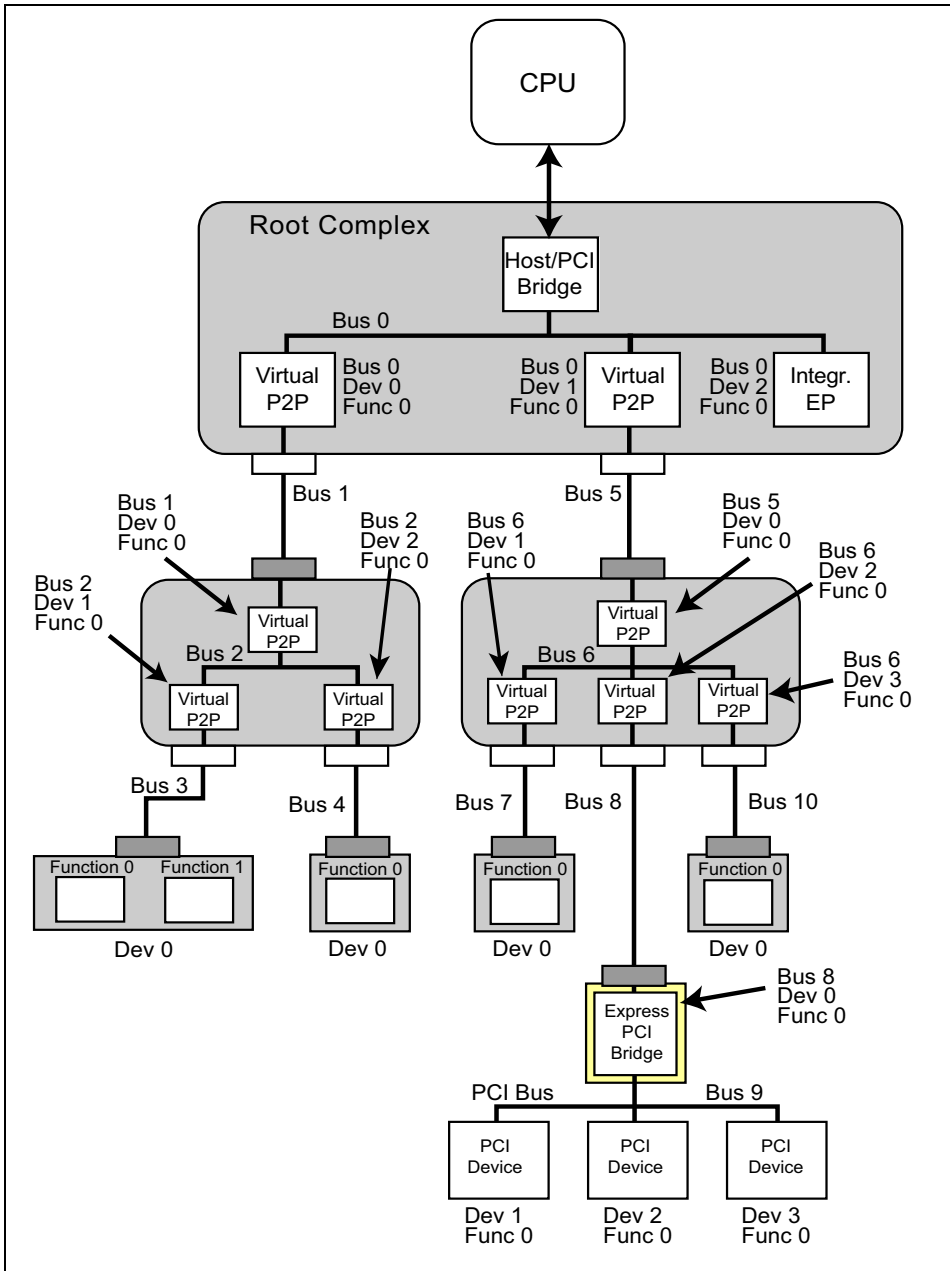 CPU
Root Complex
Host/PCI
Bridge
Bus 0
Virtual
P2P
Bus 0
Dev 0
Func 0
Bus 0
Dev 1
Func 0
Virtual
P2P
Bus 0
Dev 2
Func 0
Integr.
EP
Bus 1
Bus 5
Bus 1
Dev 0
Func 0
Bus 2
Dev 2
Func 0
Bus 6
Dev 1
Func 0
Bus 5
Dev 0
Func 0
Bus 6
Dev 2
Func 0
Bus 2
Dev 1
Func 0
Virtual
P2P
Bus 2
Virtual
P2P
Virtual
P2P
Virtual
P2P
Bus 6
Virtual
P2P
Virtual
P2P
Virtual
P2P
Bus 6
Dev 3
Func 0
Bus 3
Bus 4
Bus 7
Bus 8
Bus 10
Function 0
Function 1
Dev 0
Function 0
Dev 0
Function 0
Dev 0
Function 0
Dev 0
Express
PCI
Bridge
Bus 8
Dev 0
Func 0
PCI Bus
Bus 9
PCI
Device
PCI
Device
PCI
Device
Dev 1
Func 0
Dev 2
Func 0
Dev 3
Func 0